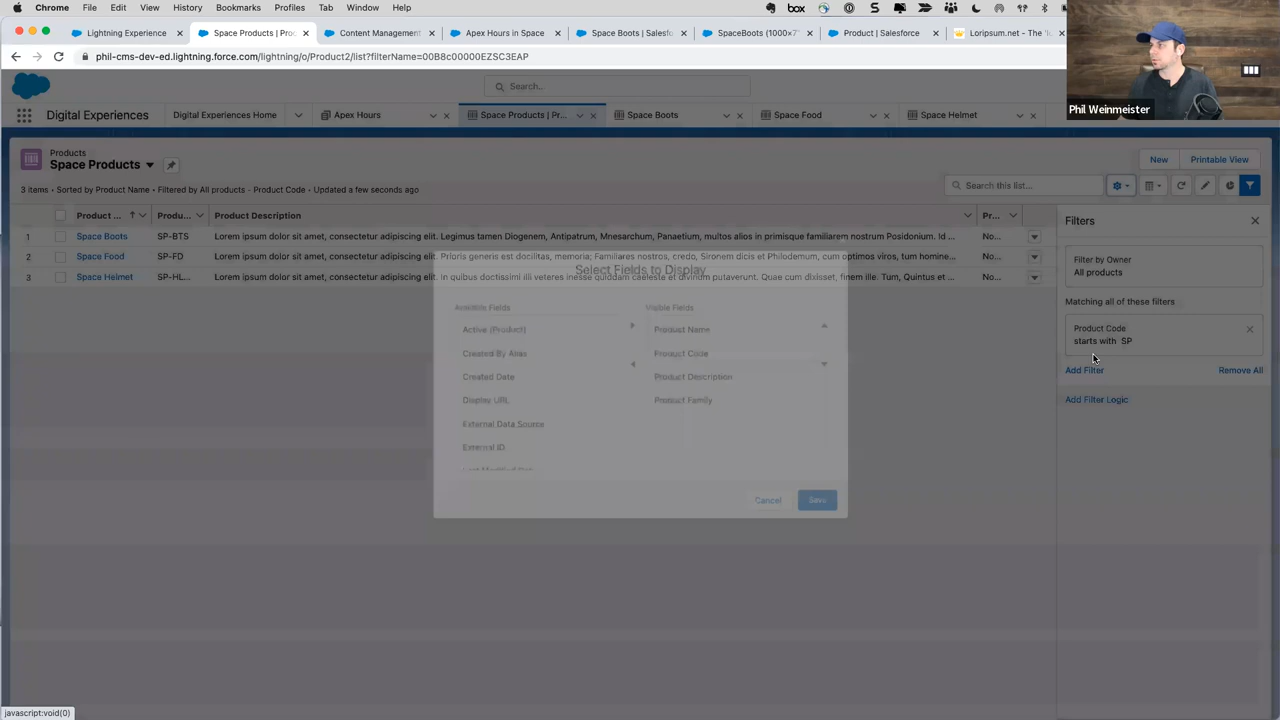 Chrome File Edit View History Bookmarks Profiles Tab Window Help
box
Lightning Experience
Space Products | Pro
Content Management
Apex Hours in Space
Space Boots | Salesf
SpaceBoots (1000×7
Product | Salesforce
Loripsum.net - The 'l
phil-cms-dev-ed.lightning.force.com/lightning/o/Product2/list?filterName=00B8c00000EZSC3EAP
Phil Weinmeister
Search...
Digital Experiences
Digital Experiences Home
Apex Hours
Space Products | Pr...
Space Boots
Space Food
Space Helmet
Products
Space Products
New
Printable View
3 items • Sorted by Product Name • Filtered by All products - Product Code • Updated a few seconds ago
Search this list...
Product ...
Produ...
Product Description
Pr...
1 Space Boots SP-BTS Lorem ipsum dolor sit amet, consectetur adipiscing elit. Legimus tamen Diogenem, Antipatrum, Mnesarchum, Panaetium, multos alios in primisque familiarem nostrum Posidonium. Id ... No...
2 Space Food SP-FD Lorem ipsum dolor sit amet, consectetur adipiscing elit. Prioris generis est docilitas, memoria; Familiares nostros, credo, Sironem dicis et Philodemum, cum optimos viros, tum homine... No...
3 Space Helmet SP-HL... Lorem ipsum dolor sit amet, consectetur adipiscing elit. In quibus doctissimi illi veteres inesse quiddam caeleste et divinum putaverunt. Quae cum dixisset, finem ille. Tum, Quintus et ... No...
Filters
Filter by Owner
All products
Matching all of these filters
Product Code
starts with SP
Add Filter
Remove All
Add Filter Logic
Select Fields to Display
Available Fields
Visible Fields
Active (Product)
Created By Alias
Created Date
Display URL
External Data Source
External ID
Product Name
Product Code
Product Description
Product Family
Cancel
Save
javascript:void(0)